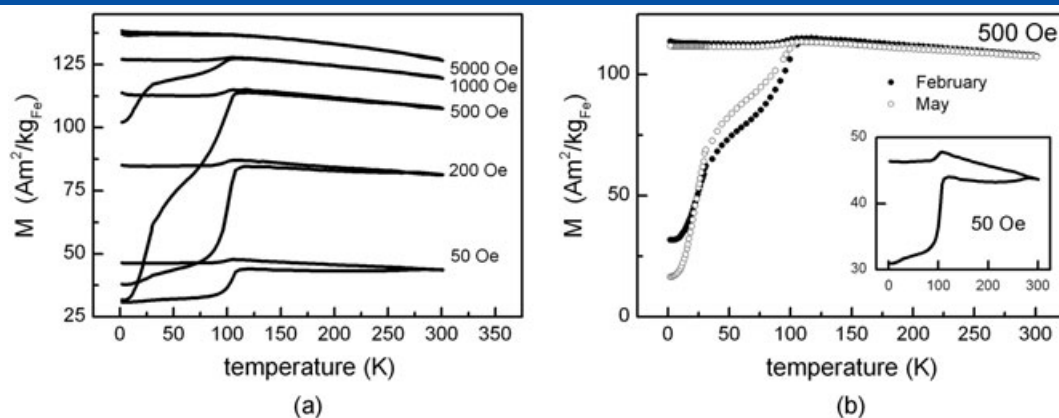 125
100
75
50
25
M (Am²/kg_Fe)
5000 Oe
1000 Oe
500 Oe
200 Oe
50 Oe
0 50 100 150 200 250 300 350
temperature (K)
(a)
500 Oe
100
50
0
M (Am²/kg_Fe)
February
May
50
40
30
50 Oe
0 100 200 300
0 50 100 150 200 250 300
temperature (K)
(b)